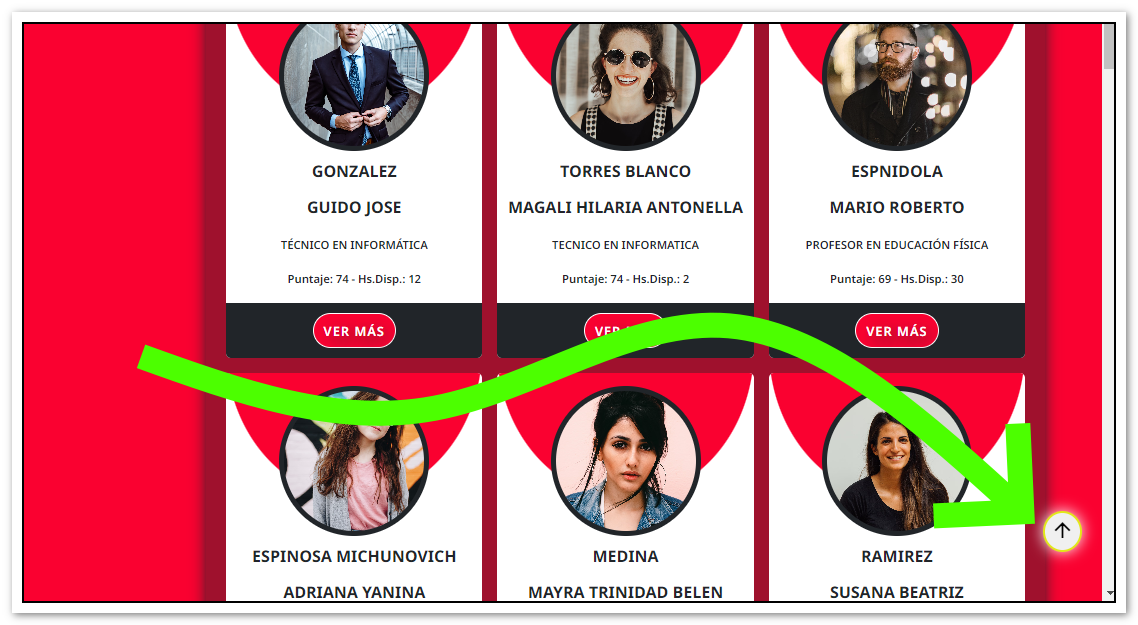 GONZALEZ
GUIDO JOSE
TÉCNICO EN INFORMÁTICA
Puntaje: 74 - Hs.Disp.: 12
VER MÁS
TORRES BLANCO
MAGALI HILARIA ANTONELLA
TECNICO EN INFORMATICA
Puntaje: 74 - Hs.Disp.: 2
VER
ESPNIDOLA
MARIO ROBERTO
PROFESOR EN EDUCACIÓN FÍSICA
Puntaje: 69 - Hs.Disp.: 30
VER MÁS
ESPINOSA MICHUNOVICH
ADRIANA YANINA
MEDINA
MAYRA TRINIDAD BELEN
RAMIREZ
SUSANA BEATRIZ